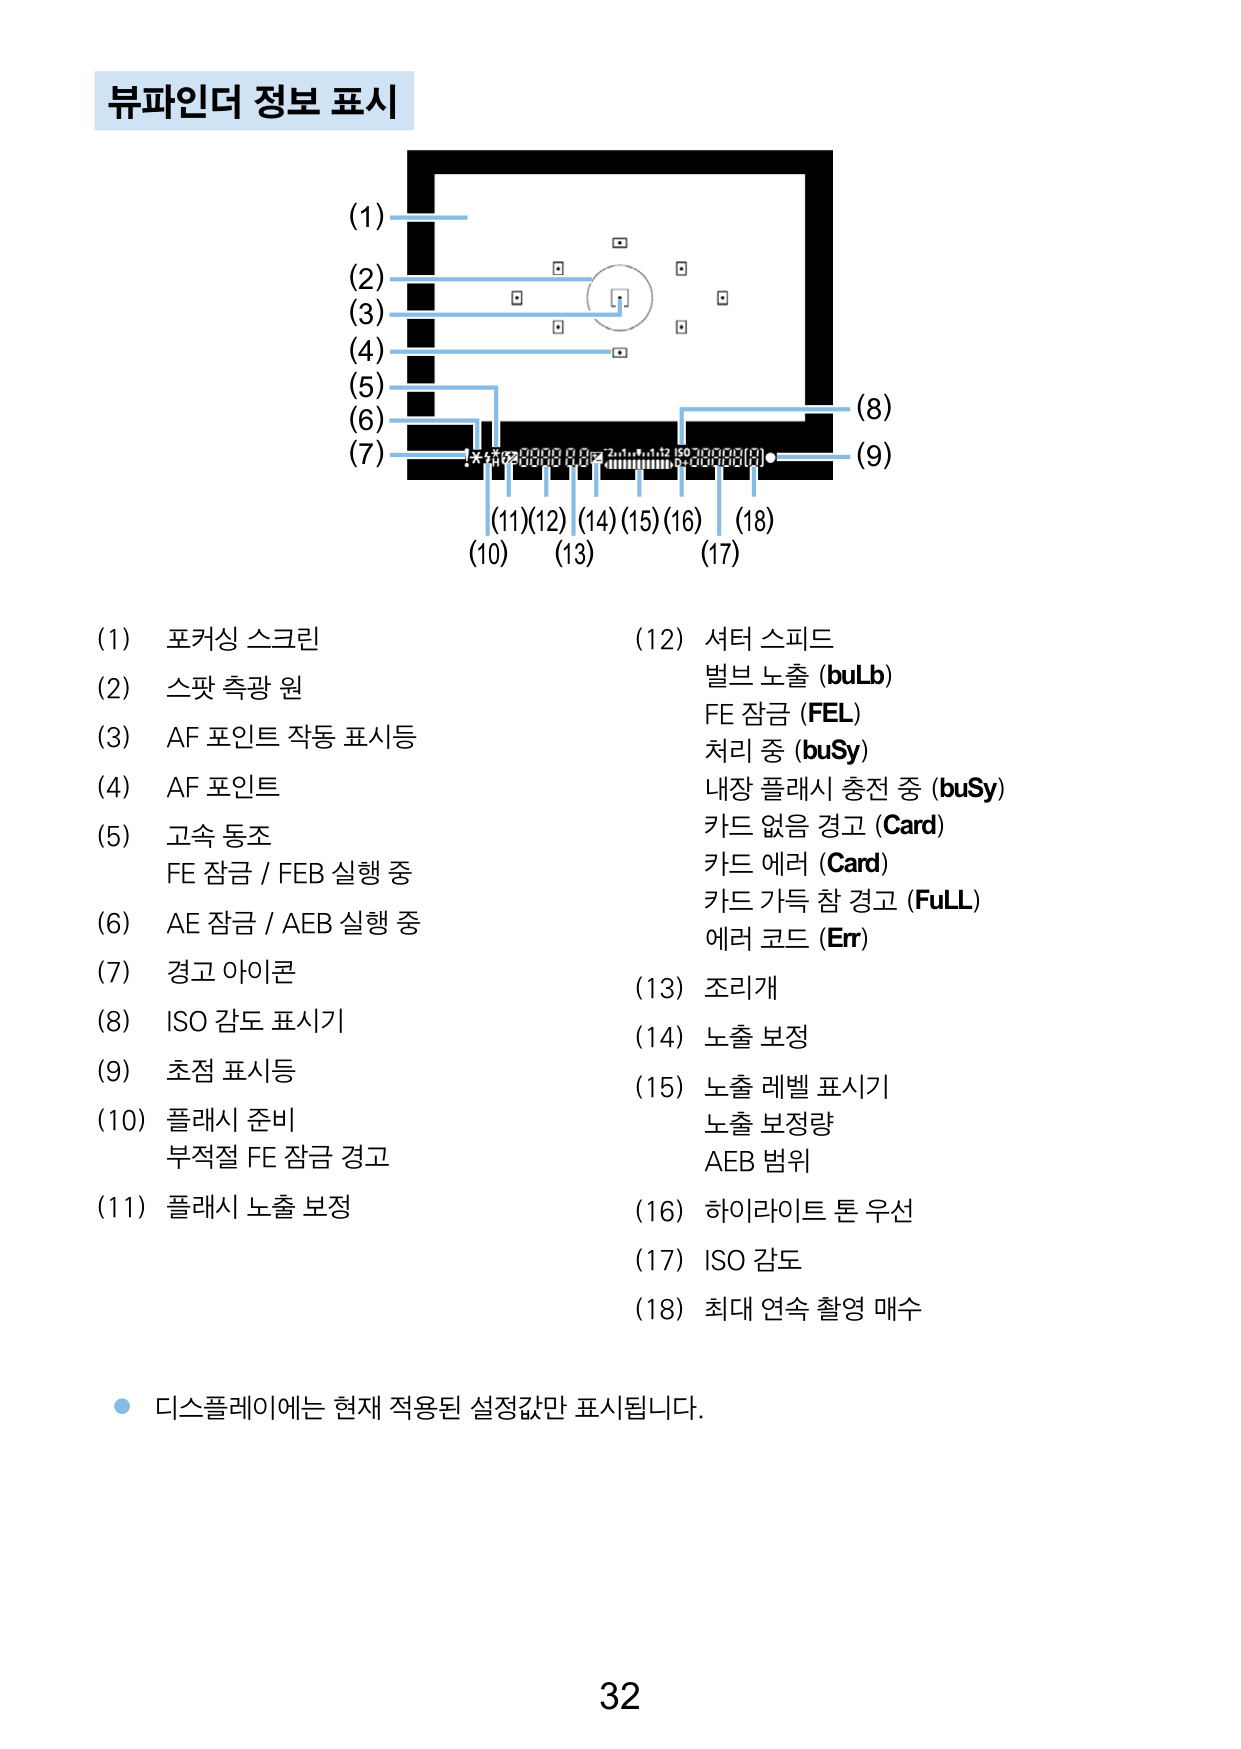 뷰파인더 정보 표시
(1)
(2)
(3)
(4)
(5)
(6)
(7)
(8)
(9)
(11)(12) (14) (15) (16) (18)
(10) (13) (17)
(1) 포커싱 스크린
(2) 스팟 측광 원
(3) AF 포인트 작동 표시등
(4) AF 포인트
(5) 고속 동조
FE 잠금 / FEB 실행 중
(6) AE 잠금 / AEB 실행 중
(7) 경고 아이콘
(8) ISO 감도 표시기
(9) 초점 표시등
(10) 플래시 준비
부적절 FE 잠금 경고
(11) 플래시 노출 보정
(12) 셔터 스피드
벌브 노출 (buLb)
FE 잠금 (FEL)
처리 중 (buSy)
내장 플래시 충전 중 (buSy)
카드 없음 경고 (Card)
카드 에러 (Card)
카드 가득 참 경고 (FuLL)
에러 코드 (Err)
(13) 조리개
(14) 노출 보정
(15) 노출 레벨 표시기
노출 보정량
AEB 범위
(16) 하이라이트 톤 우선
(17) ISO 감도
(18) 최대 연속 촬영 매수
● 디스플레이에는 현재 적용된 설정값만 표시됩니다.
32